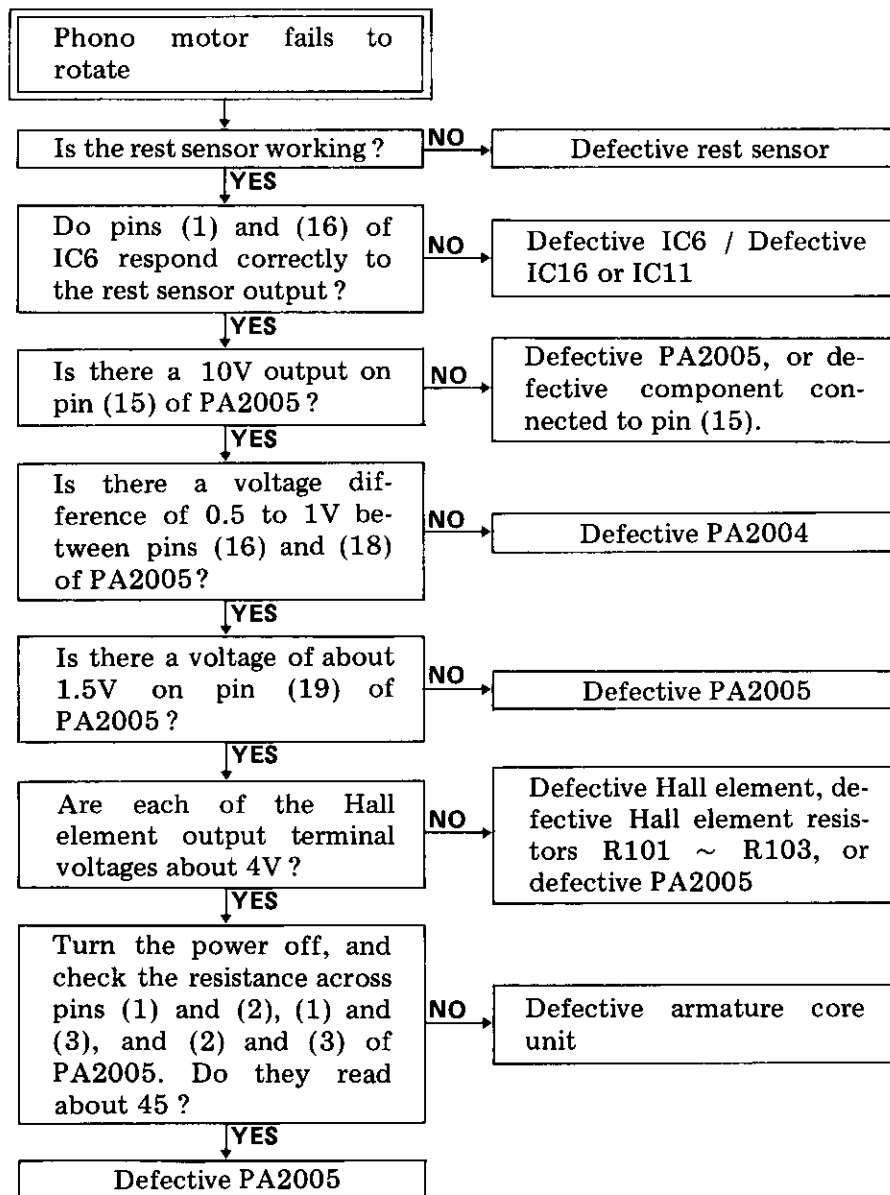 Phono motor fails to
rotate
Is the rest sensor working ?
NO
Defective rest sensor
YES
Do pins (1) and (16) of
IC6 respond correctly to
the rest sensor output ?
NO
Defective IC6 / Defective
IC16 or IC11
YES
Is there a 10V output on
pin (15) of PA2005 ?
NO
Defective PA2005, or de-
fective component con-
nected to pin (15).
YES
Is there a voltage dif-
ference of 0.5 to 1V be-
tween pins (16) and (18)
of PA2005?
NO
Defective PA2004
YES
Is there a voltage of about
1.5V on pin (19) of
PA2005 ?
NO
Defective PA2005
YES
Are each of the Hall
element output terminal
voltages about 4V ?
NO
Defective Hall element, de-
fective Hall element resis-
tors R101 ~ R103, or
defective PA2005
YES
Turn the power off, and
check the resistance across
pins (1) and (2), (1) and
(3), and (2) and (3) of
PA2005. Do they read
about 45 ?
NO
Defective armature core
unit
YES
Defective PA2005